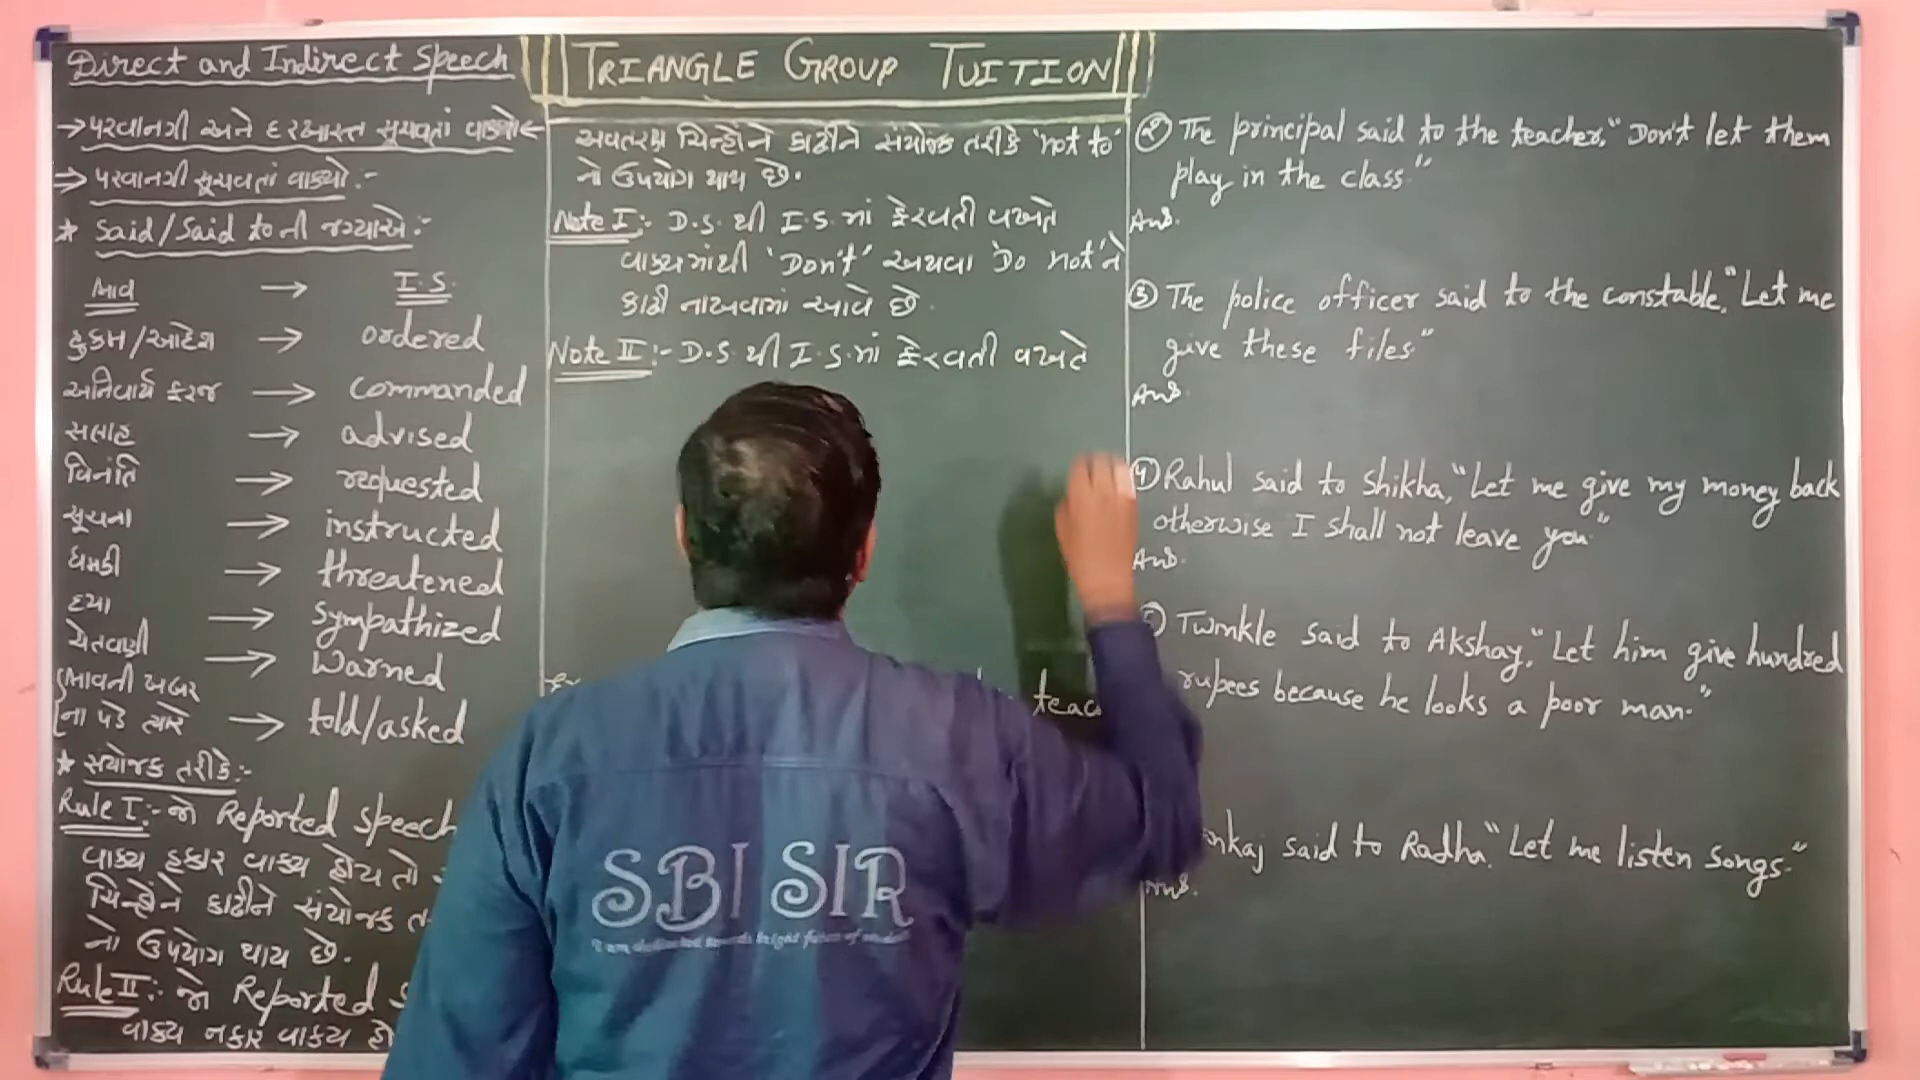 Direct and Indirect Speech
→ પરવાનગી અને દરખાસ્ત સૂચવતાં વાક્યો ←
⇒ પરવાનગી સૂચવતાં વાક્યો :-
★ Said/Said to ની જગ્યાએ :-
ભાવ → I.S.
હુકમ/આદેશ → ordered
અનિવાર્ય ફરજ → commanded
સલાહ → advised
વિનંતિ → requested
સૂચના → instructed
ધમકી → threatened
દયા → sympathized
ચેતવણી → warned
ભાવની ખબર
ના પડે ત્યારે → told/asked
★ સંયોજક તરીકે :-
Rule I :- જો Reported Speech
વાક્ય હકાર વાક્ય હોય તો
ચિન્હોને કાઢીને સંયોજક
નો ઉપયોગ થાય છે.
Rule II :- જો Reported
વાક્ય નકાર વાક્ય
TRIANGLE GROUP TUITION
અવતરણ ચિન્હોને કાઢીને સંયોજક તરીકે 'not to'
નો ઉપયોગ થાય છે.
Note I :- D.S. થી I.S. માં ફેરવતી વખતે
વાક્યમાંથી 'Don't' અથવા 'Do not' ને
કાઢી નાખવામાં આવે છે.
Note II :- D.S. થી I.S. માં ફેરવતી વખતે
② The principal said to the teacher, "Don't let them
play in the class."
Ans.
③ The police officer said to the constable, "Let me
give these files."
Ans.
④ Rahul said to Shikha, "Let me give my money back
otherwise I shall not leave you"
Ans.
Twinkle said to Akshay, "Let him give hundred
rupees because he looks a poor man."
said to Radha. "Let me listen songs."
Ans.
SBI SIR